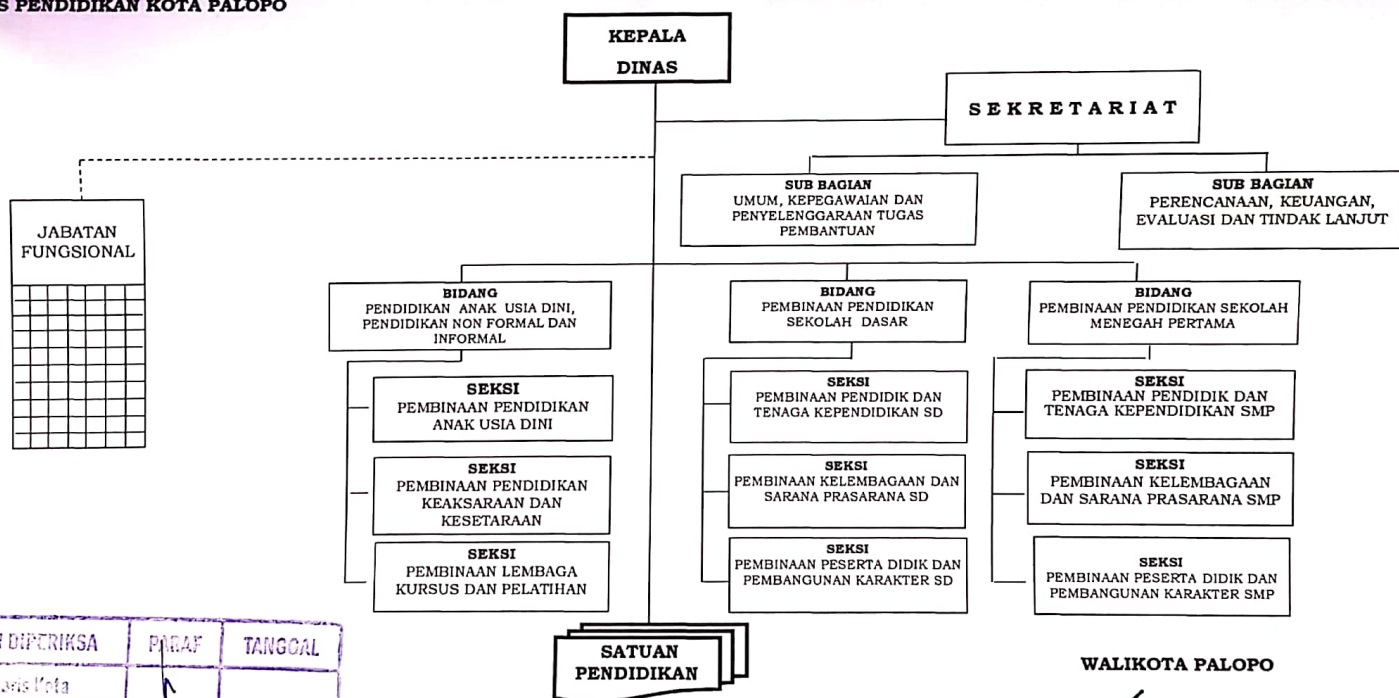 PENDIDIKAN KOTA PALOPO
KEPALA
DINAS
SEKRETARIAT
SUB BAGIAN
UMUM, KEPEGAWAIAN DAN
PENYELENGGARAAN TUGAS
PEMBANTUAN
SUB BAGIAN
PERENCANAAN, KEUANGAN,
EVALUASI DAN TINDAK LANJUT
JABATAN
FUNGSIONAL
BIDANG
PENDIDIKAN ANAK USIA DINI,
PENDIDIKAN NON FORMAL DAN
INFORMAL
SEKSI
PEMBINAAN PENDIDIKAN
ANAK USIA DINI
SEKSI
PEMBINAAN PENDIDIKAN
KEAKSARAAN DAN
KESETARAAN
SEKSI
PEMBINAAN LEMBAGA
KURSUS DAN PELATIHAN
BIDANG
PEMBINAAN PENDIDIKAN
SEKOLAH DASAR
SEKSI
PEMBINAAN PENDIDIK DAN
TENAGA KEPENDIDIKAN SD
SEKSI
PEMBINAAN KELEMBAGAAN DAN
SARANA PRASARANA SD
SEKSI
PEMBINAAN PESERTA DIDIK DAN
PEMBANGUNAN KARAKTER SD
BIDANG
PEMBINAAN PENDIDIKAN SEKOLAH
MENEGAH PERTAMA
SEKSI
PEMBINAAN PENDIDIK DAN
TENAGA KEPENDIDIKAN SMP
SEKSI
PEMBINAAN KELEMBAGAAN
DAN SARANA PRASARANA SMP
SEKSI
PEMBINAAN PESERTA DIDIK DAN
PEMBANGUNAN KARAKTER SMP
SATUAN
PENDIDIKAN
DIPERIKSA PARAF TANGGAL
WALIKOTA PALOPO